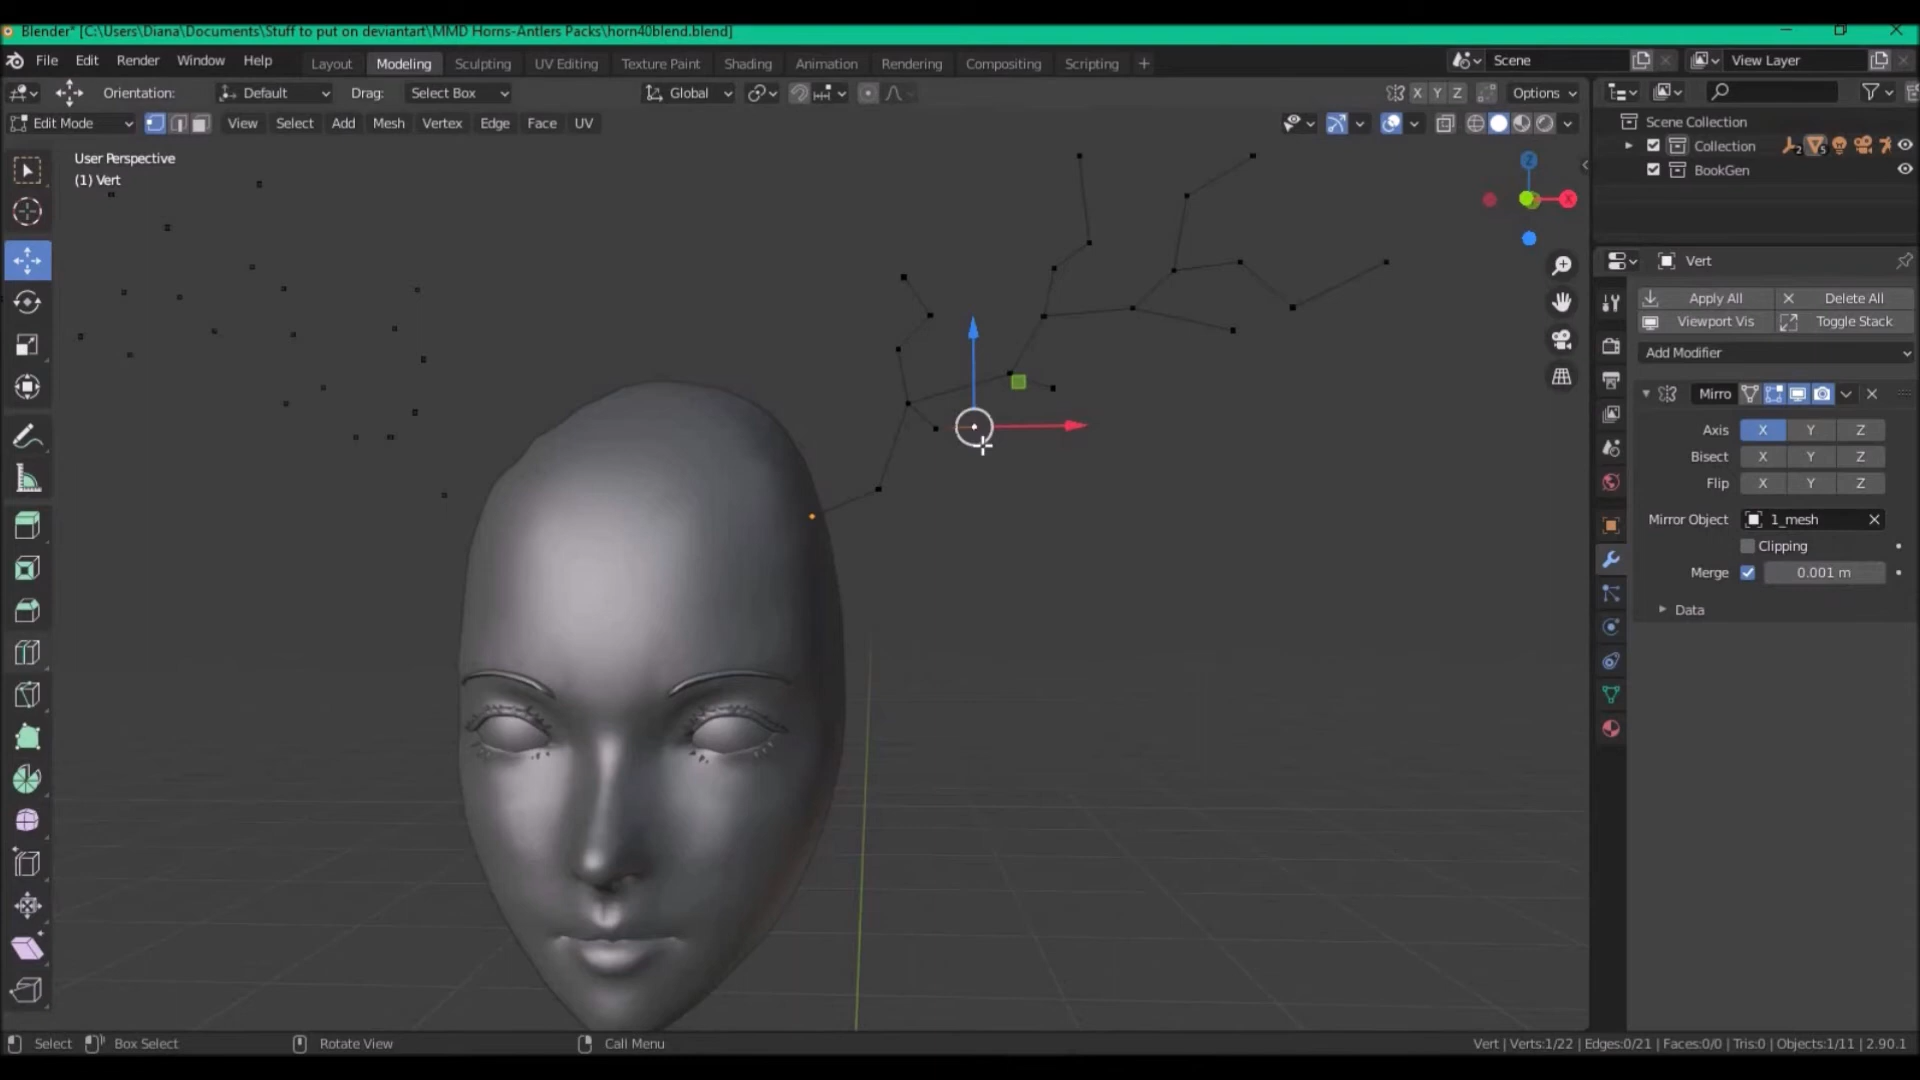 Blender* [C:\Users\Diana\Documents\Stuff to put on deviantart\MMD Horns-Antlers Packs\horn40blend.blend]
File Edit Render Window Help Layout Modeling Sculpting UV Editing Texture Paint Shading Animation Rendering Compositing Scripting + Scene View Layer
Orientation: Default Drag: Select Box Global X Y Z Options
Edit Mode View Select Add Mesh Vertex Edge Face UV
User Perspective
(1) Vert
Z
X
Scene Collection
Collection 2 5
BookGen
Vert
Apply All Delete All
Viewport Vis Toggle Stack
Add Modifier
Mirro
Axis X Y Z
Bisect X Y Z
Flip X Y Z
Mirror Object 1_mesh
Clipping
Merge 0.001 m
Data
Select Box Select Rotate View Call Menu Vert | Verts:1/22 | Edges:0/21 | Faces:0/0 | Tris:0 | Objects:1/11 | 2.90.1